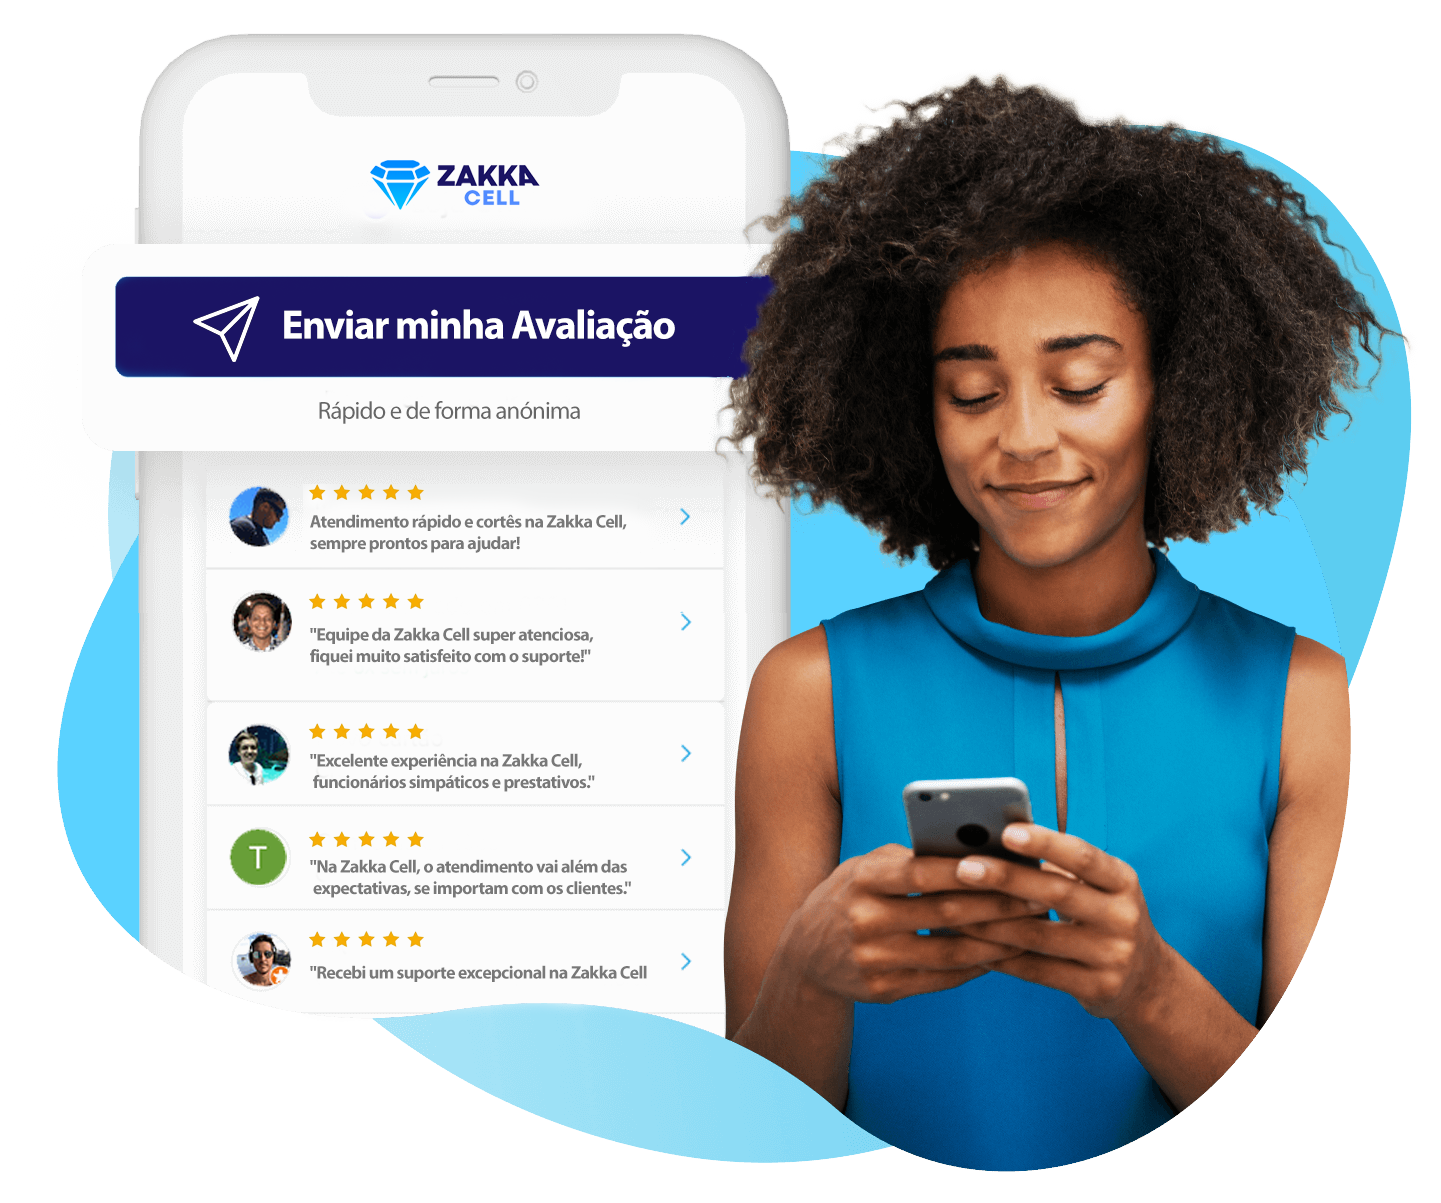 ZAKKA
CELL
Enviar minha Avaliação
Rápido e de forma anónima
Atendimento rápido e cortês na Zakka Cell,
sempre prontos para ajudar!
"Equipe da Zakka Cell super atenciosa,
fiquei muito satisfeito com o suporte!"
"Excelente experiência na Zakka Cell,
funcionários simpáticos e prestativos."
T
"Na Zakka Cell, o atendimento vai além das
expectativas, se importam com os clientes."
"Recebi um suporte excepcional na Zakka Cell